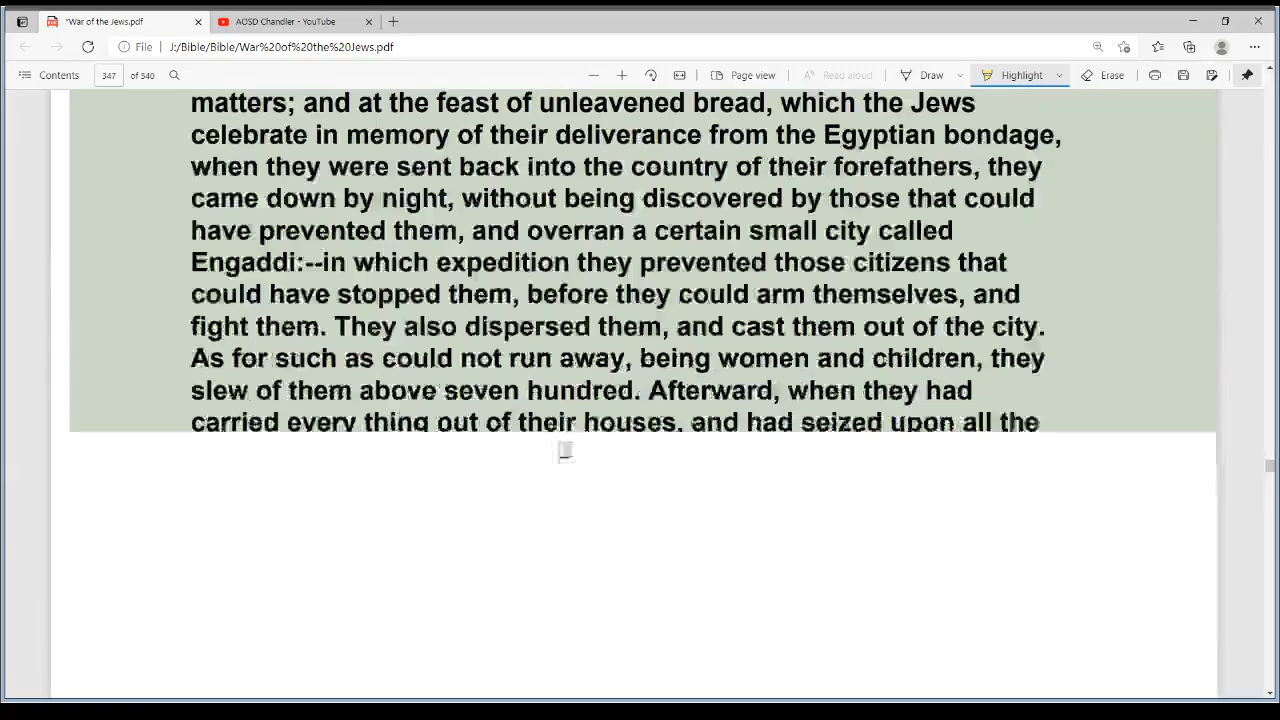 *War of the Jews.pdf
AOSD Chandler - YouTube
File
J:/Bible/Bible/War%20of%20the%20Jews.pdf
Contents
347
of 540
Page view
Read aloud
Draw
Highlight
Erase
matters; and at the feast of unleavened bread, which the Jews
celebrate in memory of their deliverance from the Egyptian bondage,
when they were sent back into the country of their forefathers, they
came down by night, without being discovered by those that could
have prevented them, and overran a certain small city called
Engaddi:--in which expedition they prevented those citizens that
could have stopped them, before they could arm themselves, and
fight them. They also dispersed them, and cast them out of the city.
As for such as could not run away, being women and children, they
slew of them above seven hundred. Afterward, when they had
carried every thing out of their houses, and had seized upon all the